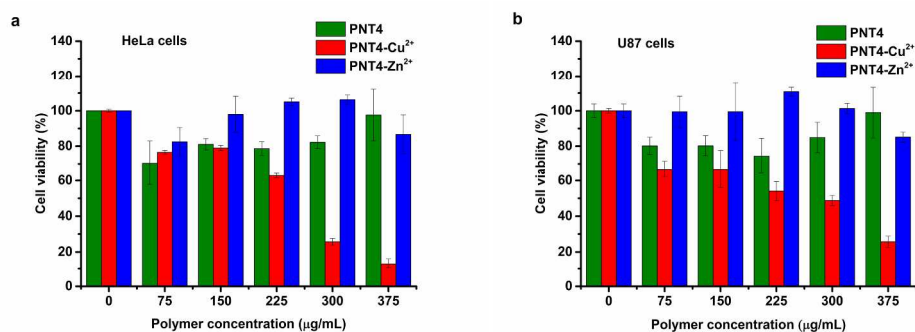 a
HeLa cells
PNT4
PNT4-Cu²⁺
PNT4-Zn²⁺
140
120
100
80
60
40
20
0
Cell viability (%)
0 75 150 225 300 375
Polymer concentration (μg/mL)
b
U87 cells
PNT4
PNT4-Cu²⁺
PNT4-Zn²⁺
140
120
100
80
60
40
20
0
Cell viability (%)
0 75 150 225 300 375
Polymer concentration (μg/mL)